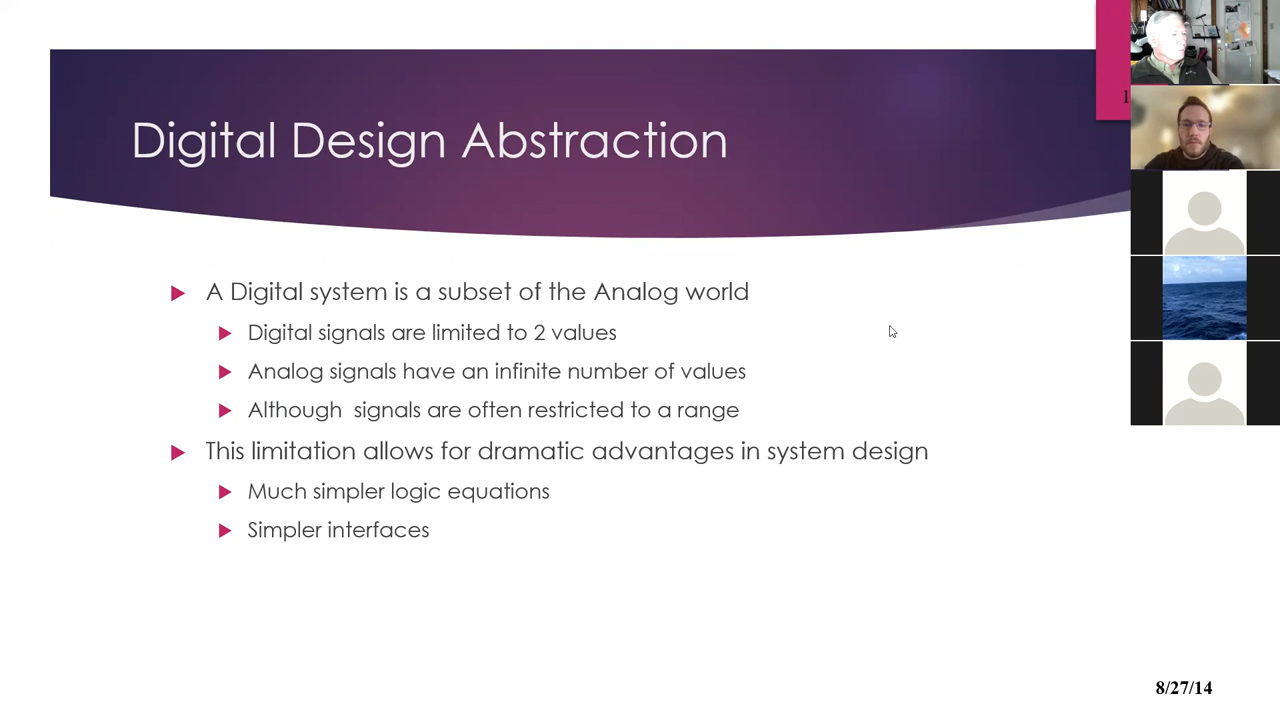 Digital Design Abstraction
A Digital system is a subset of the Analog world
Digital signals are limited to 2 values
Analog signals have an infinite number of values
Although  signals are often restricted to a range
This limitation allows for dramatic advantages in system design
Much simpler logic equations
Simpler interfaces
8/27/14